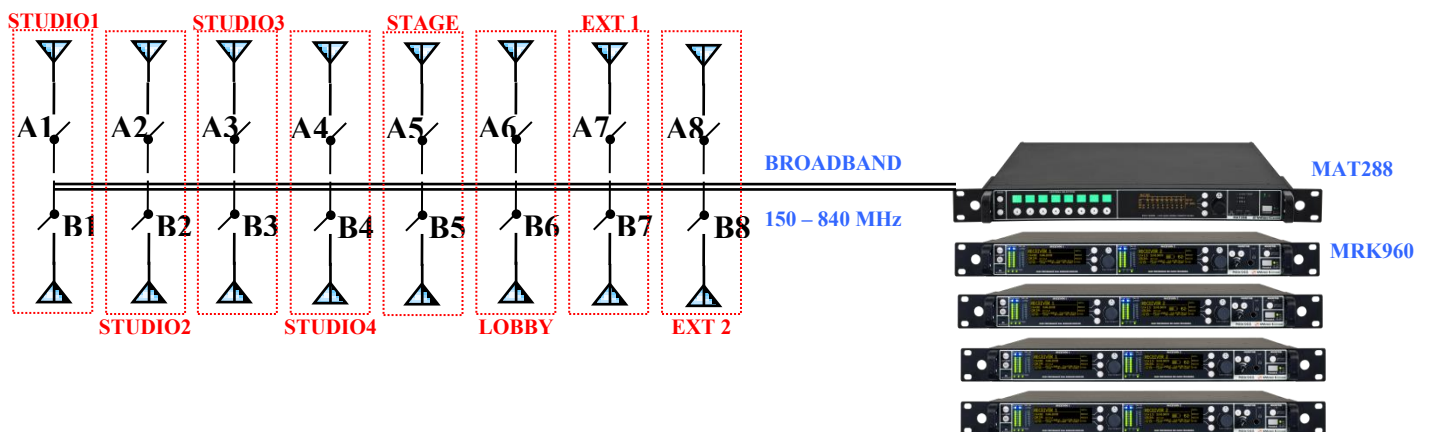 STUDIO1 STUDIO3 STAGE EXT 1
A1 A2 A3 A4 A5 A6 A7 A8
BROADBAND
MAT288
B1 B2 B3 B4 B5 B6 B7 B8
150 – 840 MHz
MRK960
STUDIO2 STUDIO4 LOBBY EXT 2